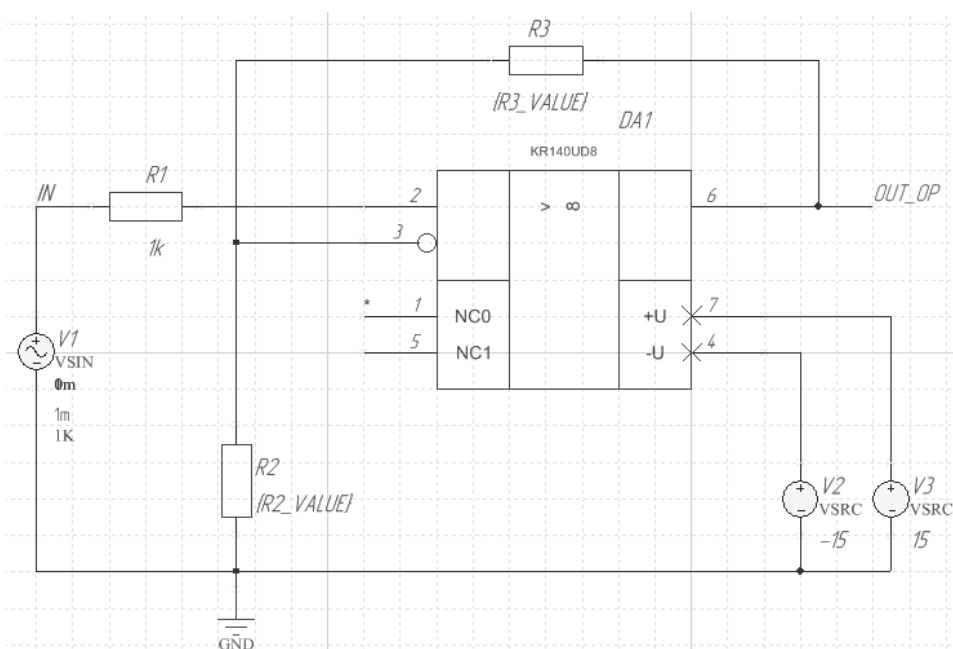 R3
{R3_VALUE}
DA1
KR140UD8
IN
R1
1k
2
3
> ∞
6
OUT_OP
* 1
NC0
+U
7
5
NC1
-U
4
V1
VSIN
0m
1m
1K
R2
{R2_VALUE}
V2
VSRC
-15
V3
VSRC
15
GND